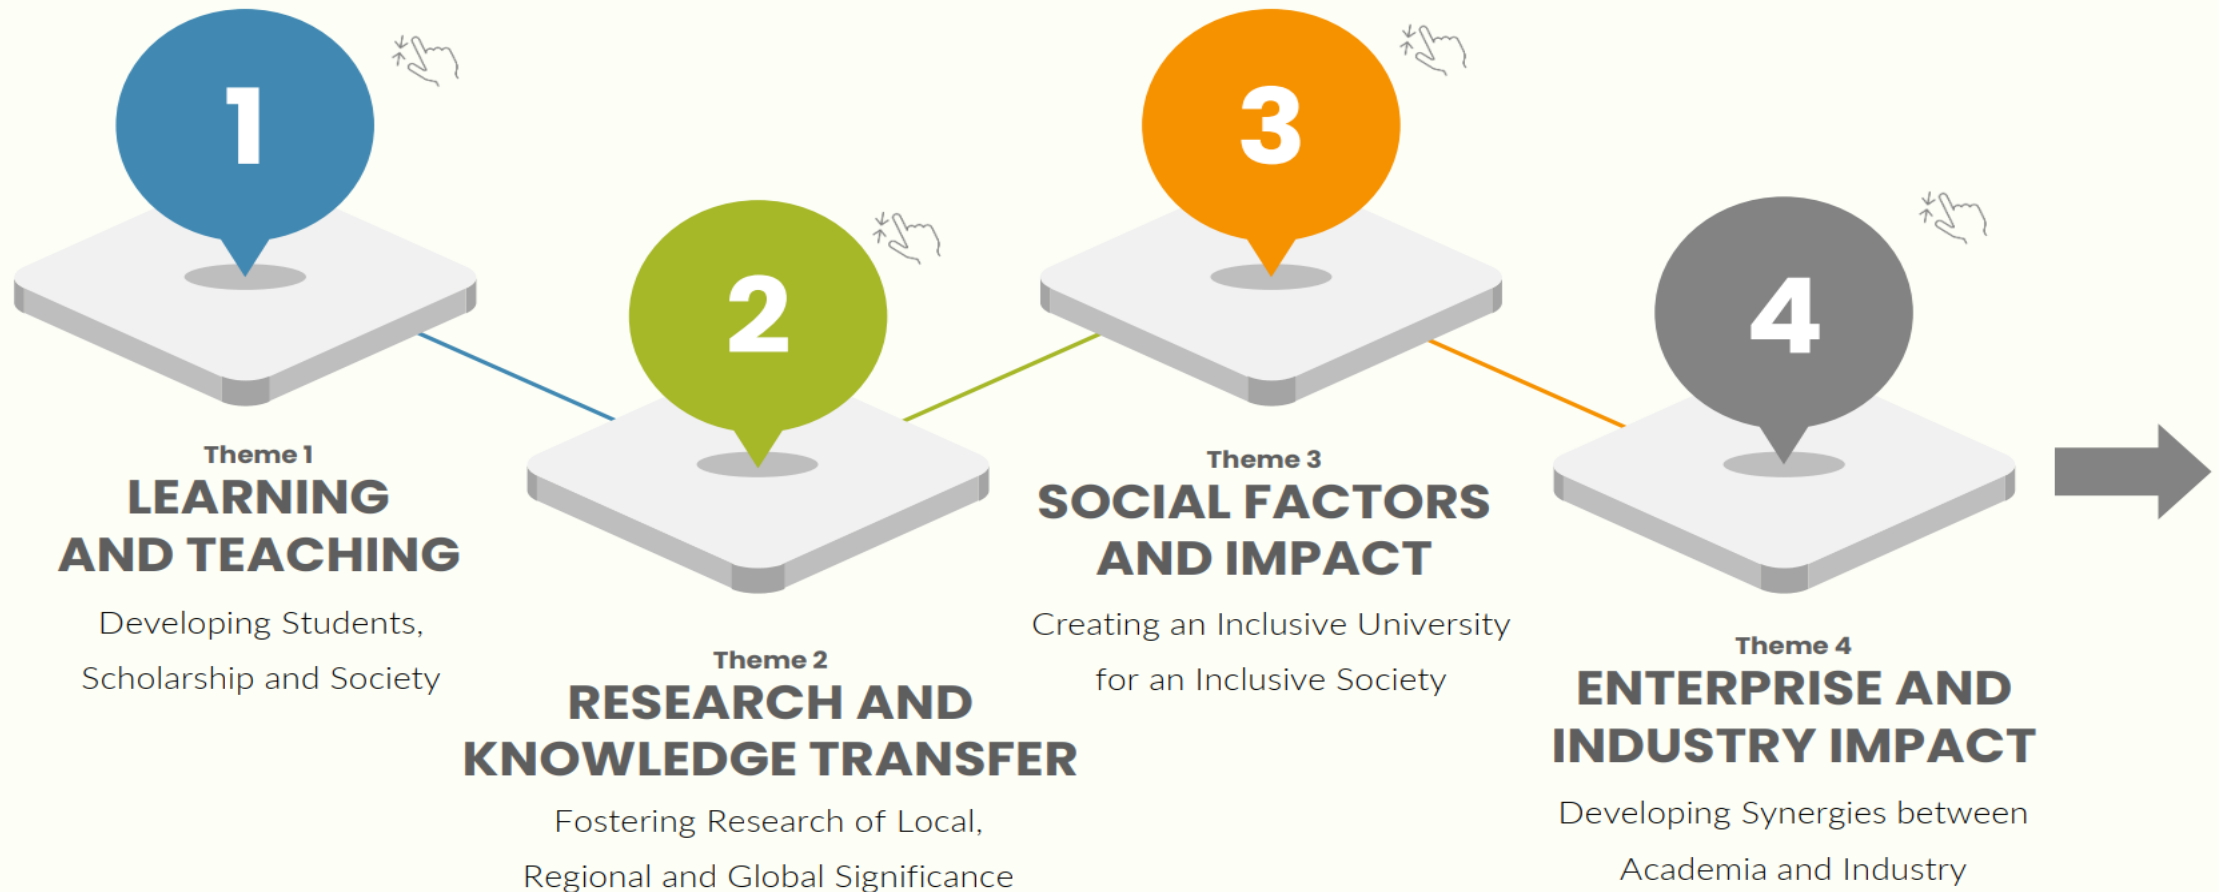 1
Theme 1
LEARNING
AND TEACHING
Developing Students,
Scholarship and Society
2
Theme 2
RESEARCH AND
KNOWLEDGE TRANSFER
Fostering Research of Local,
Regional and Global Significance
3
Theme 3
SOCIAL FACTORS
AND IMPACT
Creating an Inclusive University
for an Inclusive Society
4
Theme 4
ENTERPRISE AND
INDUSTRY IMPACT
Developing Synergies between
Academia and Industry